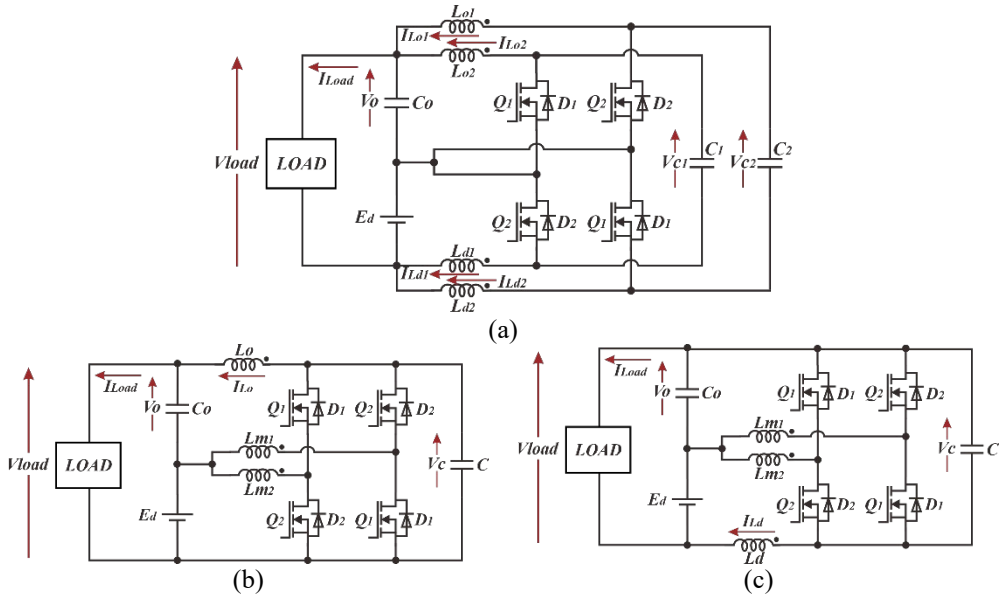 Lo1
ILo1
ILo2
Lo2
ILoad
Vo
Co
Q1
D1
Q2
D2
Vload
LOAD
Vc1
C1
Vc2
C2
Ed
Q2
D2
Q1
D1
Ld1
ILd1
ILd2
Ld2
(a)
Lo
ILoad
ILo
Vo
Co
Q1
D1
Q2
D2
Lm1
Vload
LOAD
Vc
C
Lm2
Ed
Q2
D2
Q1
D1
(b)
ILoad
Vo
Co
Q1
D1
Q2
D2
Lm1
Vload
LOAD
Vc
C
Lm2
Ed
Q2
D2
Q1
D1
ILd
Ld
(c)